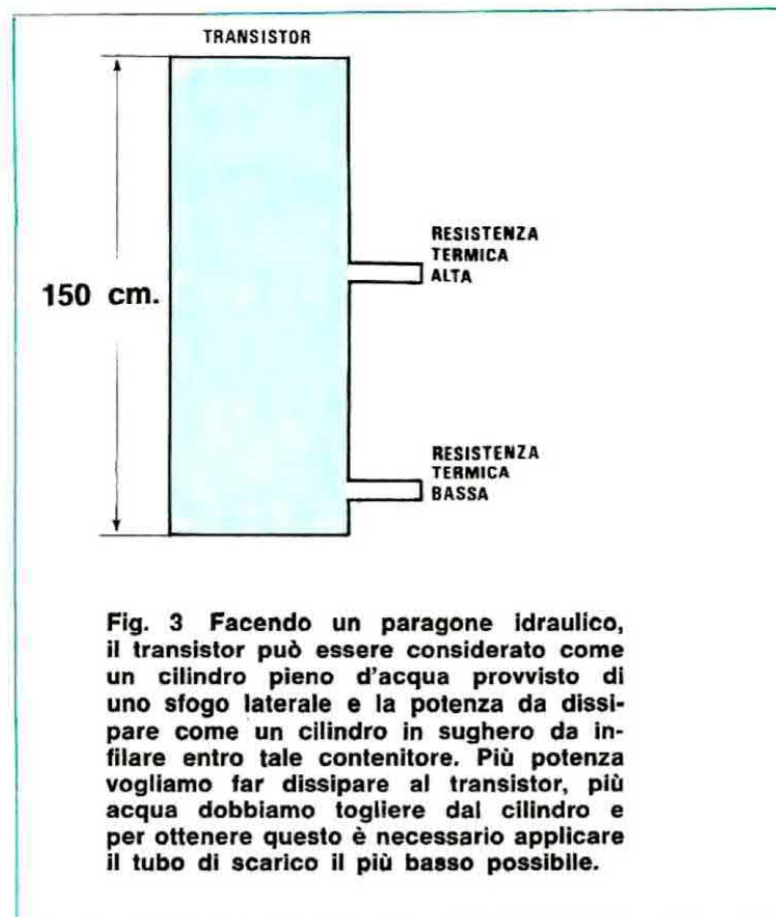 TRANSISTOR
RESISTENZA
TERMICA
ALTA
150 cm.
RESISTENZA
TERMICA
BASSA
Fig. 3 Facendo un paragone idraulico,
il transistor può essere considerato come
un cilindro pieno d'acqua provvisto di
uno sfogo laterale e la potenza da dissi-
pare come un cilindro in sughero da in-
filare entro tale contenitore. Più potenza
vogliamo far dissipare al transistor, più
acqua dobbiamo togliere dal cilindro e
per ottenere questo è necessario applicare
il tubo di scarico il più basso possibile.